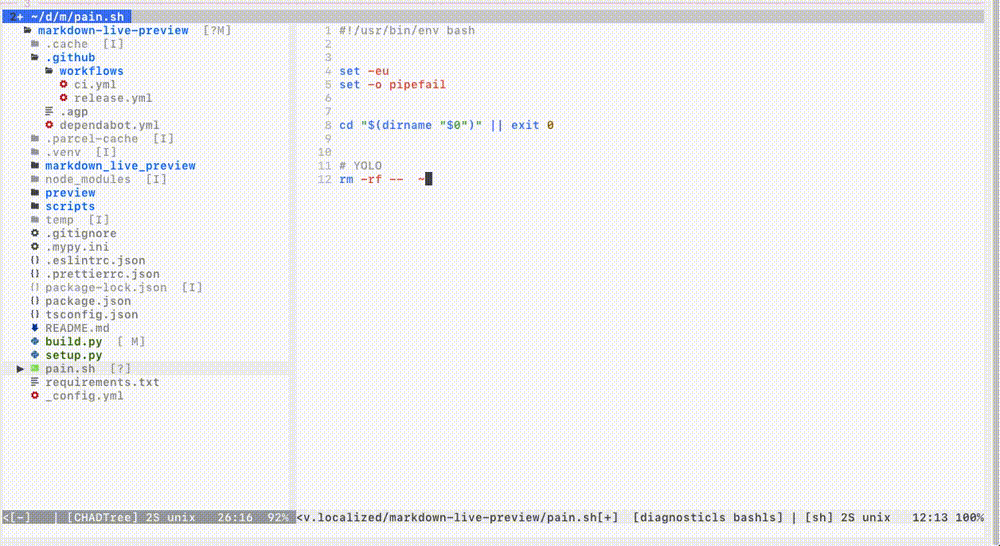 3
2+ ~/d/m/pain.sh
markdown-live-preview [?M]
.cache [I]
.github
workflows
ci.yml
release.yml
.agp
dependabot.yml
.parcel-cache [I]
.venv [I]
markdown_live_preview
node_modules [I]
preview
scripts
temp [I]
.gitignore
.mypy.ini
.eslintrc.json
.prettierrc.json
package-lock.json [I]
package.json
tsconfig.json
README.md
build.py [ M]
setup.py
pain.sh [?]
requirements.txt
_config.yml
<[-] | [CHADTree] 2S unix 26:16 92%
1 #!/usr/bin/env bash
2
3
4 set -eu
5 set -o pipefail
6
7
8 cd "$(dirname "$0")" || exit 0
9
10
11 # YOLO
12 rm -rf --  ~
<v.localized/markdown-live-preview/pain.sh[+] [diagnosticls bashls] | [sh] 2S unix 12:13 100%